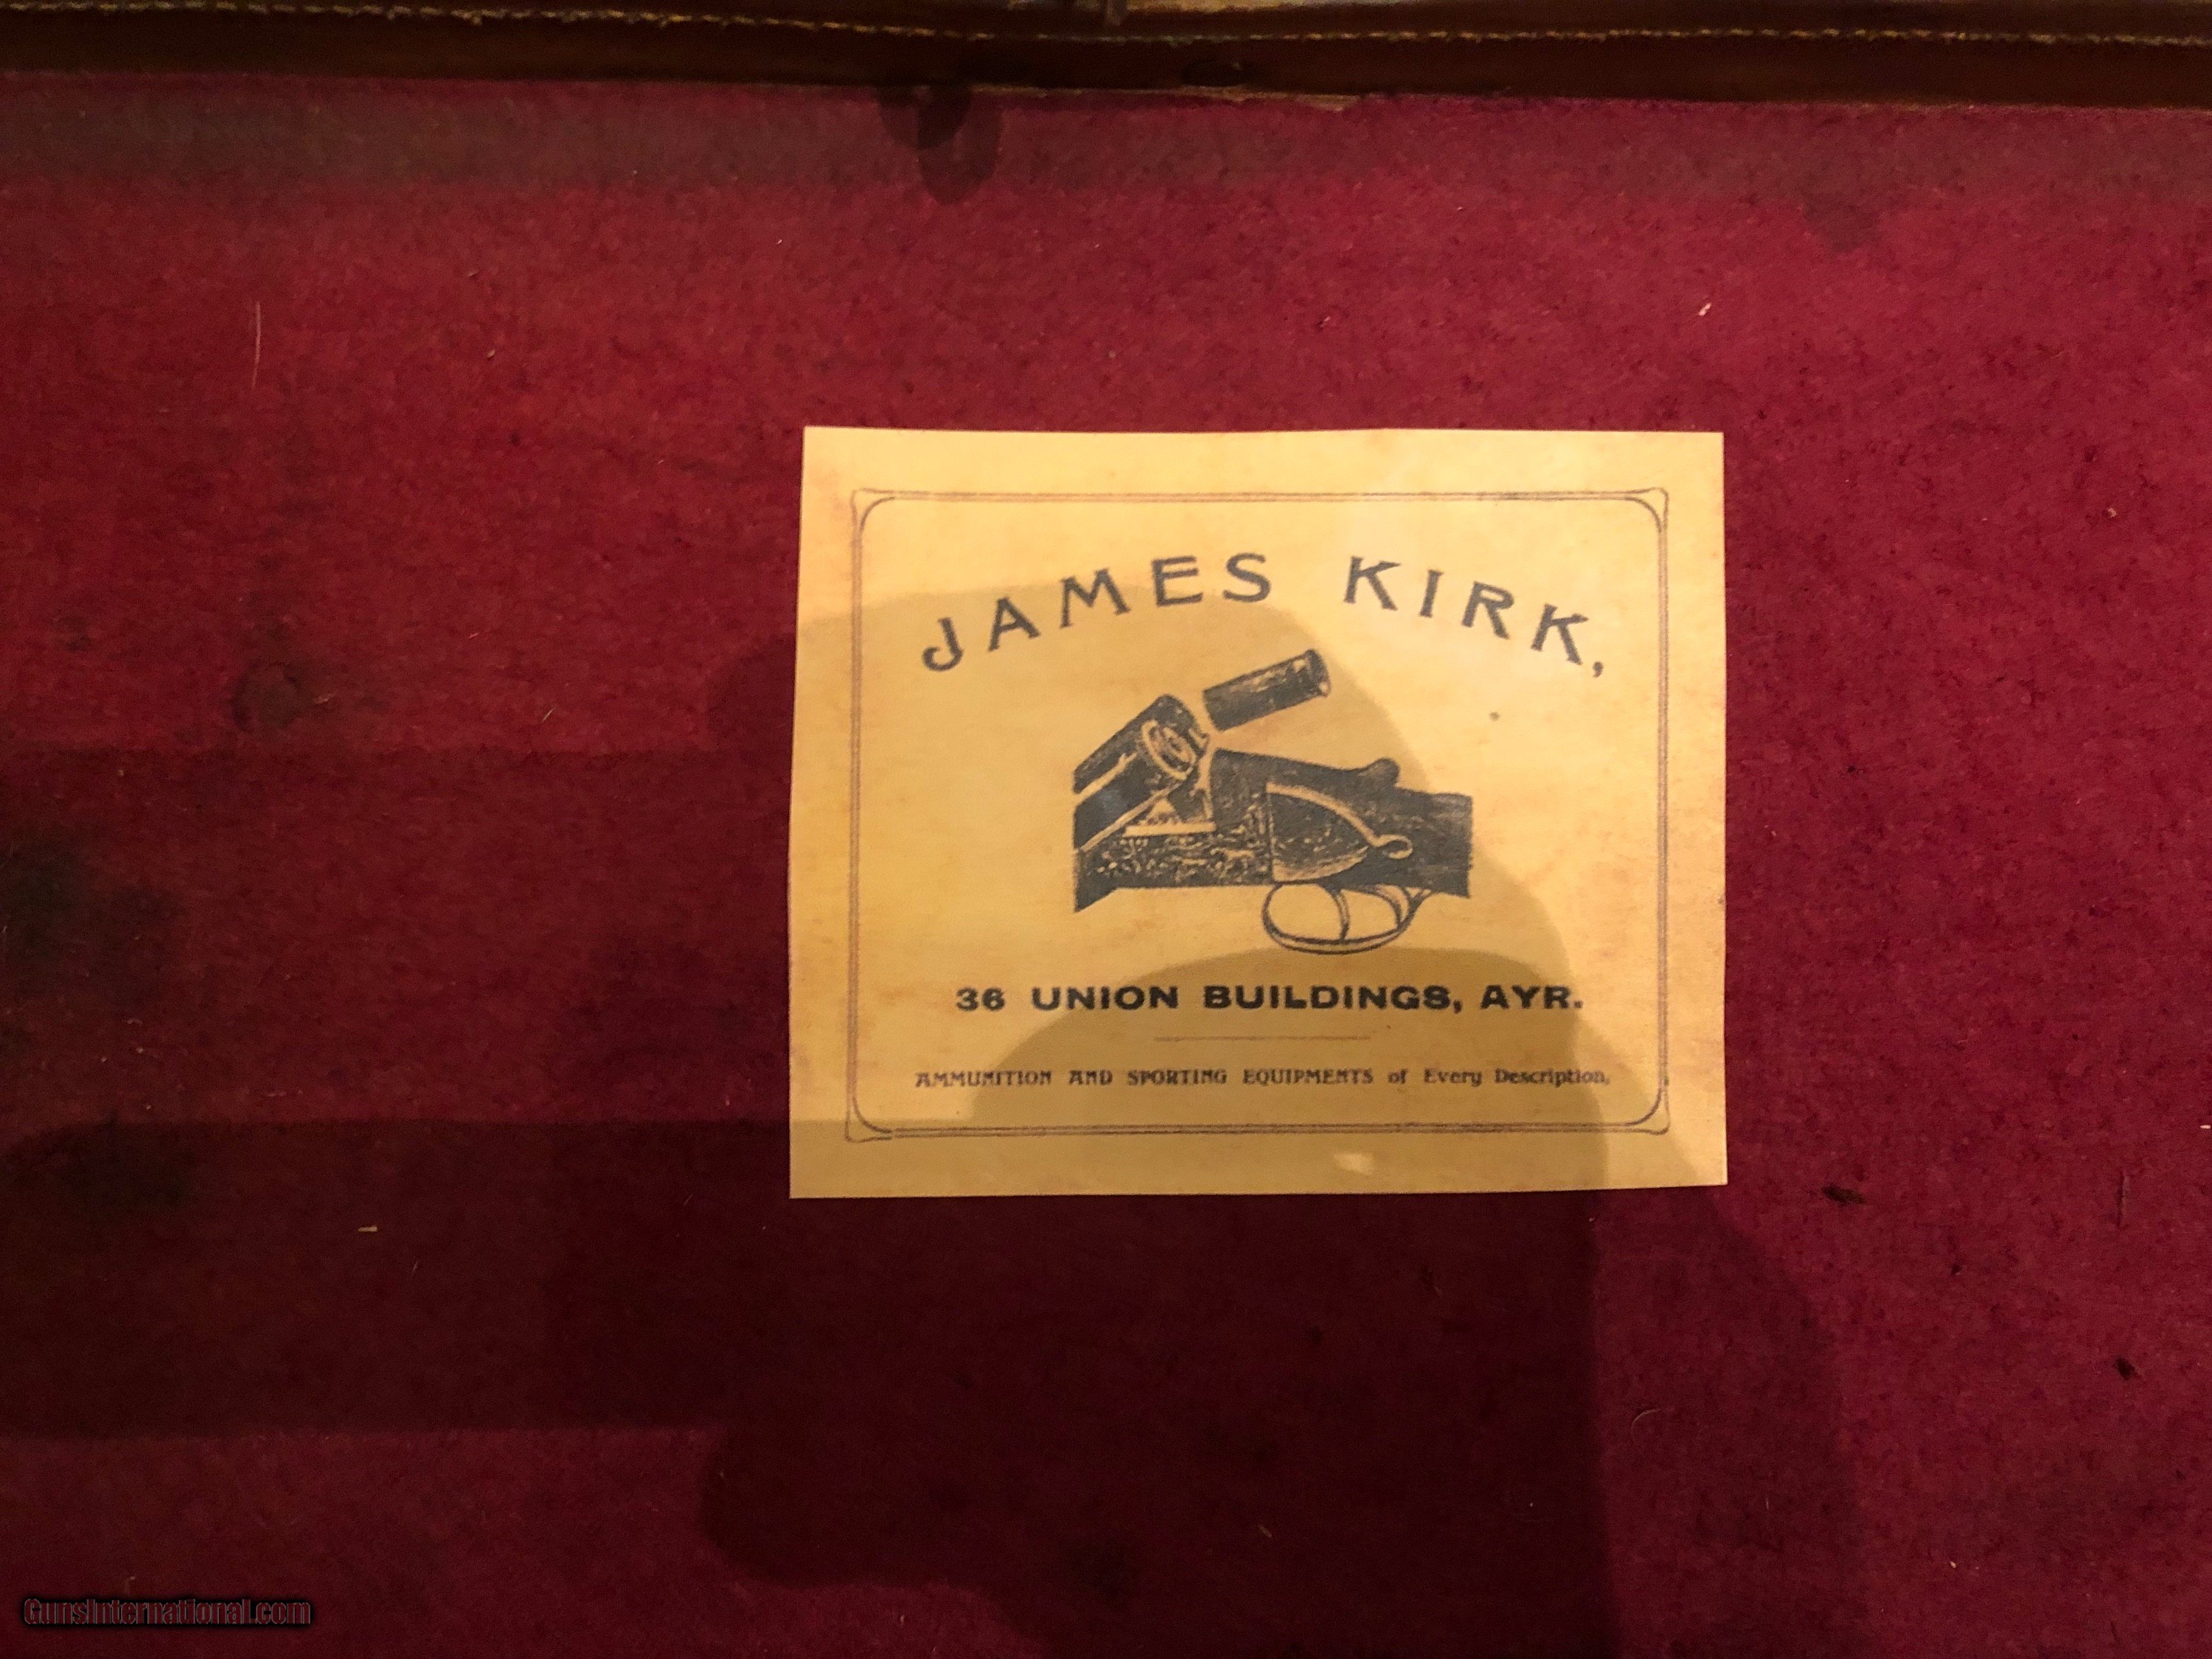 JAMES KIRK,
36 UNION BUILDINGS, AYR.
AMMUNITION AND SPORTING EQUIPMENTS of Every Description,
GunsInternational.com